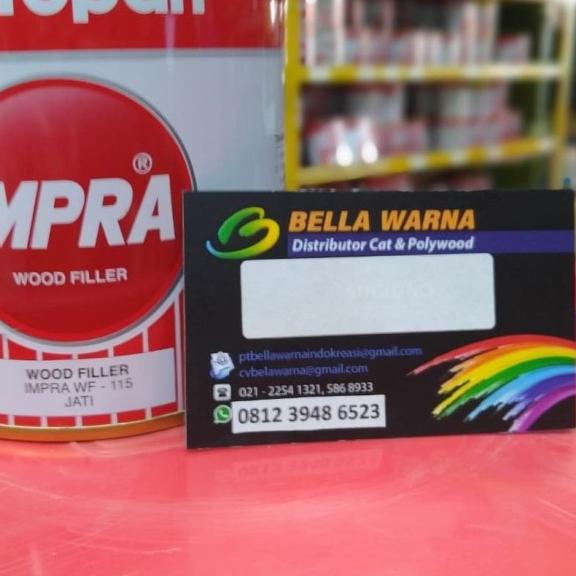 IMPRA®
WOOD FILLER
WOOD FILLER
IMPRA WF - 115
JATI
BELLA WARNA
Distributor Cat & Polywood
ptbellawarnaindokreasi@gmail.com
cvbelawarna@gmail.com
021 - 2254 1321, 586 8933
0812 3948 6523